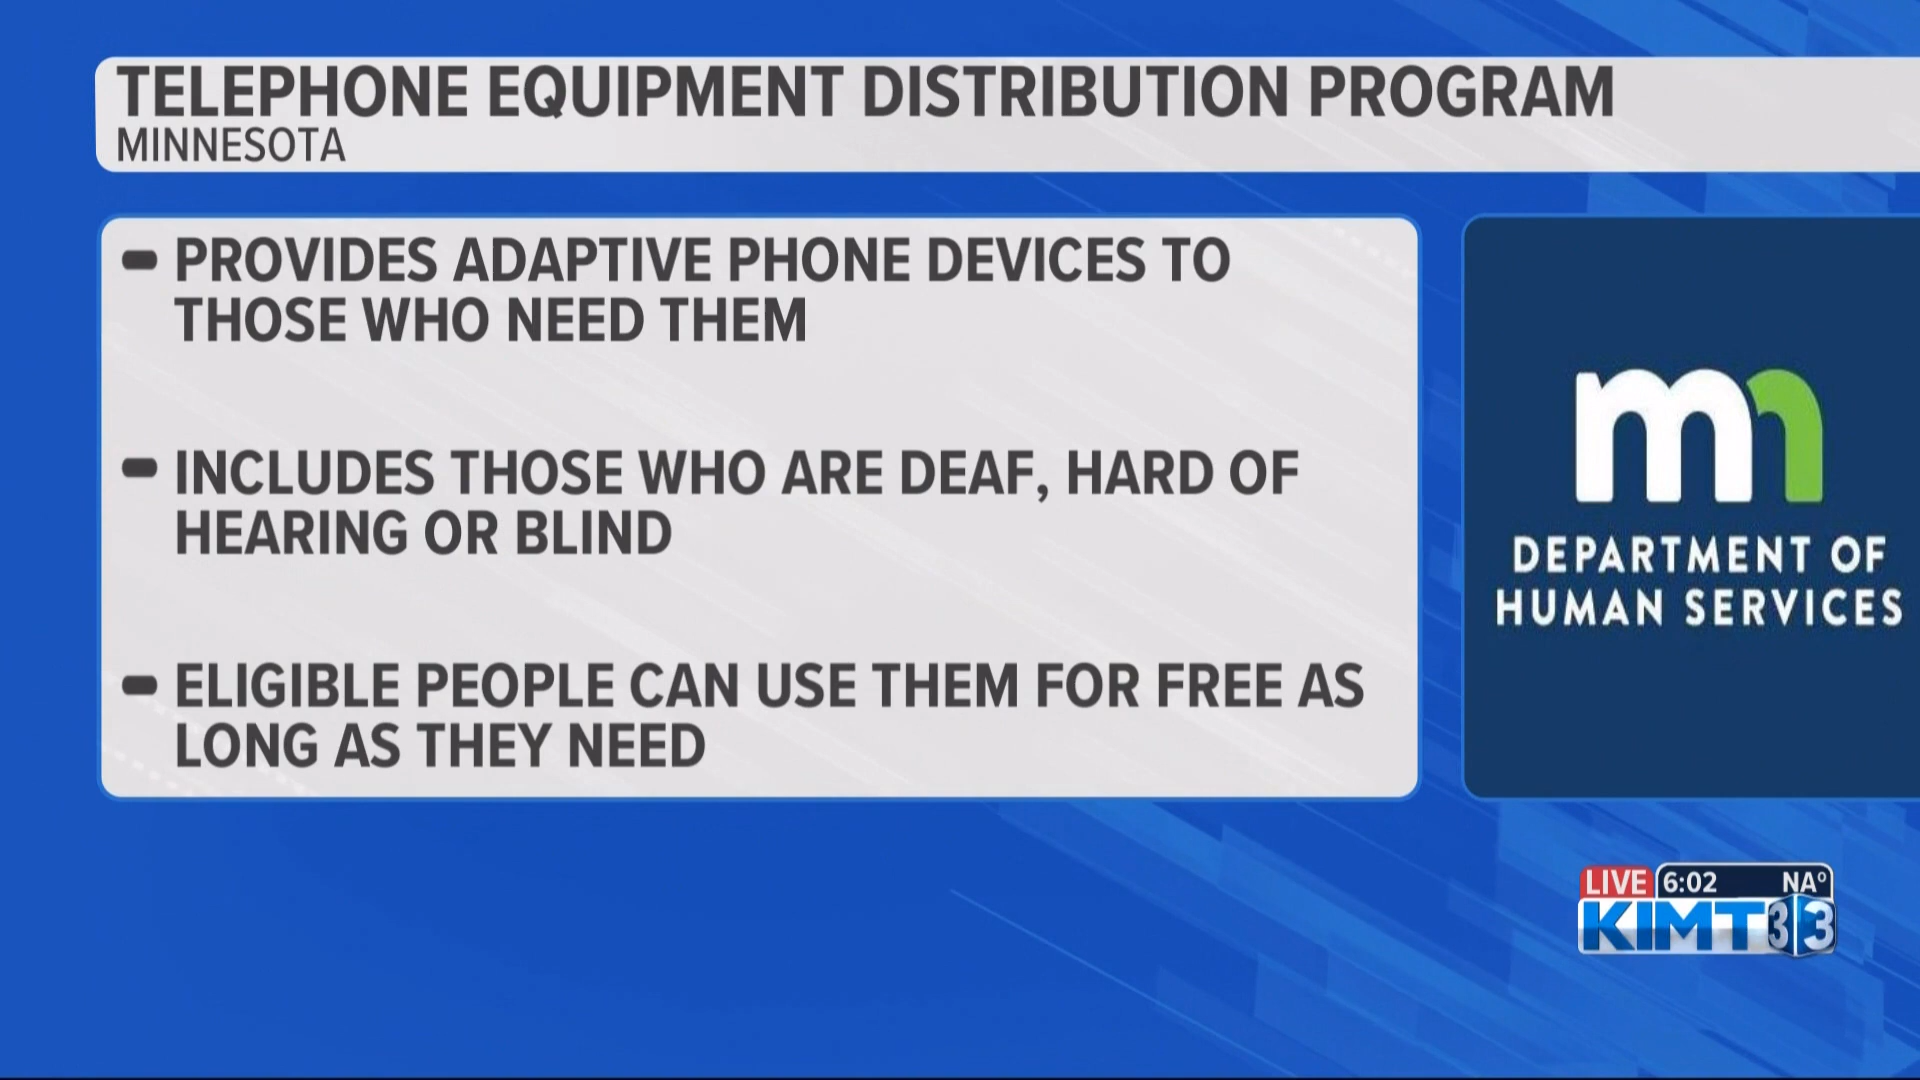 TELEPHONE EQUIPMENT DISTRIBUTION PROGRAM
MINNESOTA
PROVIDES ADAPTIVE PHONE DEVICES TO
THOSE WHO NEED THEM
INCLUDES THOSE WHO ARE DEAF, HARD OF
HEARING OR BLIND
ELIGIBLE PEOPLE CAN USE THEM FOR FREE AS
LONG AS THEY NEED
mn
DEPARTMENT OF
HUMAN SERVICES
LIVE 6:02 NA°
KIMT 3 3